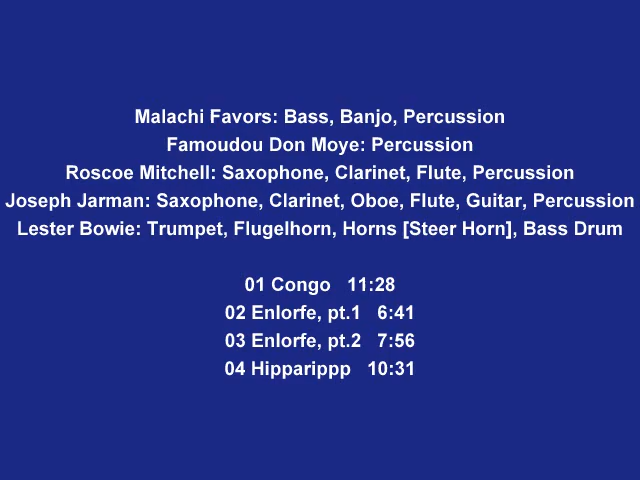 Malachi Favors: Bass, Banjo, Percussion
Famoudou Don Moye: Percussion
Roscoe Mitchell: Saxophone, Clarinet, Flute, Percussion
Joseph Jarman: Saxophone, Clarinet, Oboe, Flute, Guitar, Percussion
Lester Bowie: Trumpet, Flugelhorn, Horns [Steer Horn], Bass Drum
01 Congo 11:28
02 Enlorfe, pt.1 6:41
03 Enlorfe, pt.2 7:56
04 Hipparippp 10:31